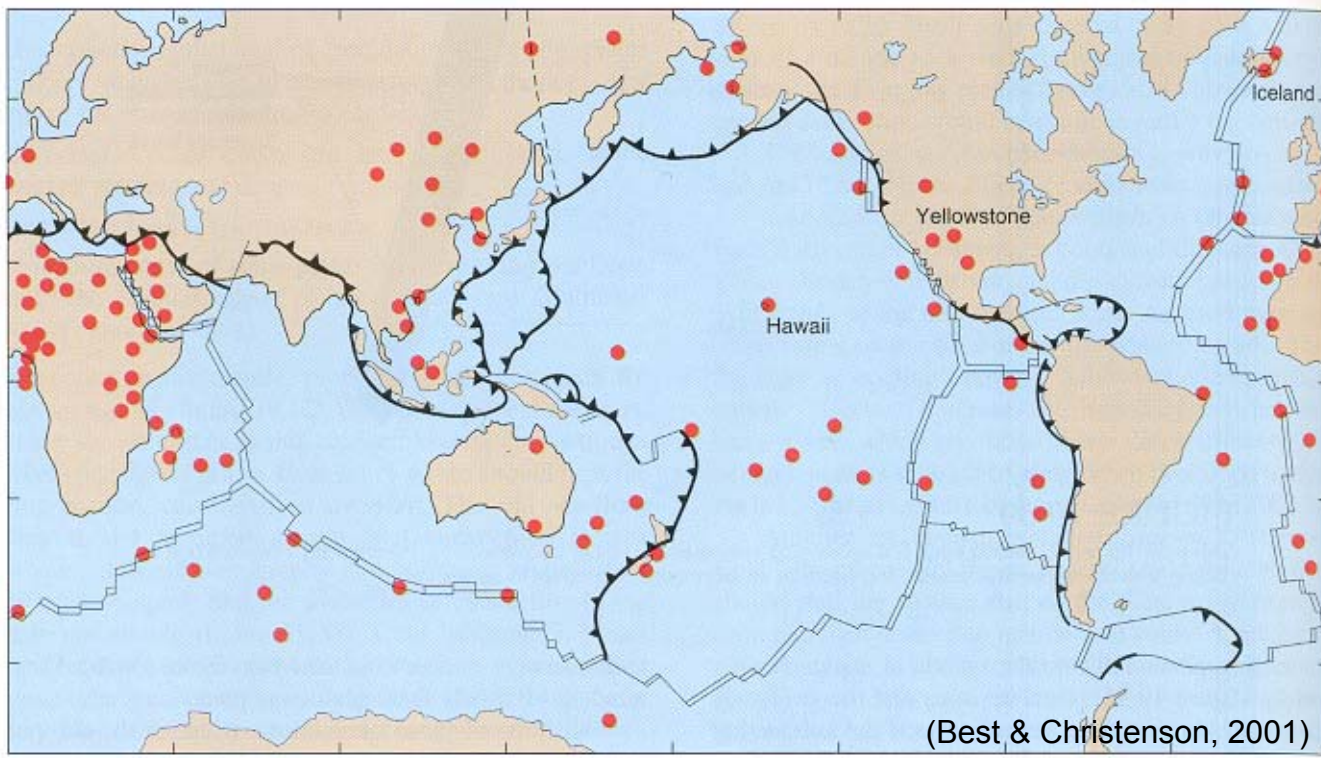 Iceland
Yellowstone
Hawaii
(Best & Christenson, 2001)